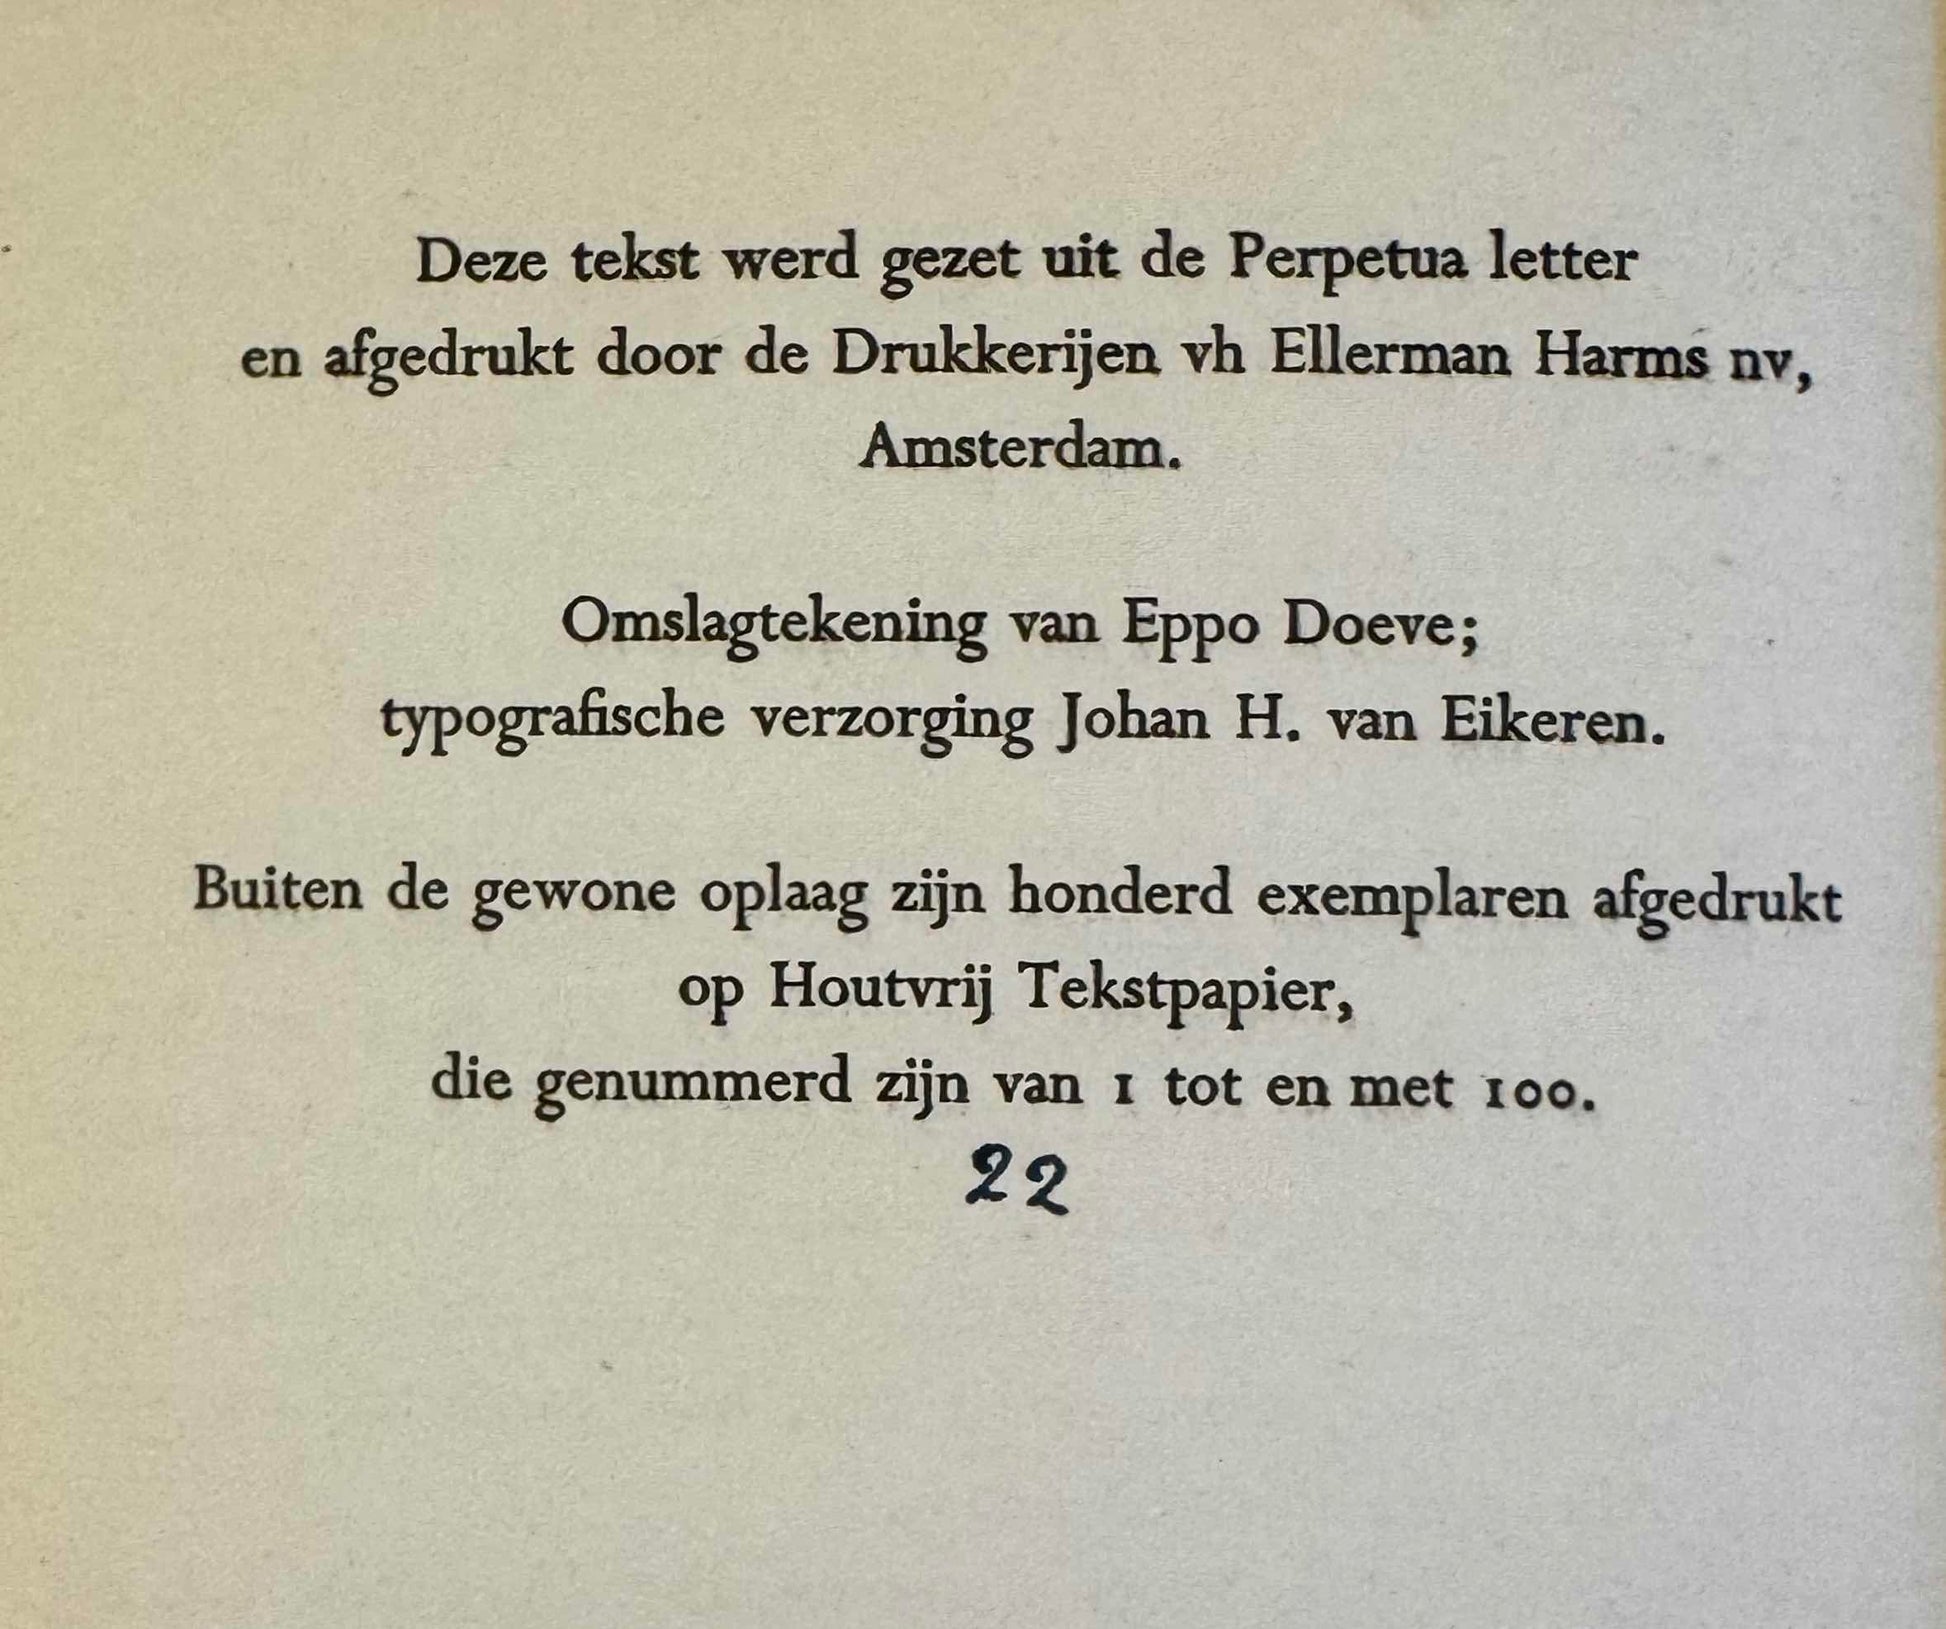 Deze tekst werd gezet uit de Perpetua letter
en afgedrukt door de Drukkerijen vh Ellerman Harms nv,
Amsterdam.
Omslagtekening van Eppo Doeve;
typografische verzorging Johan H. van Eikeren.
Buiten de gewone oplaag zijn honderd exemplaren afgedrukt
op Houtvrij Tekstpapier,
die genummerd zijn van 1 tot en met 100.
22